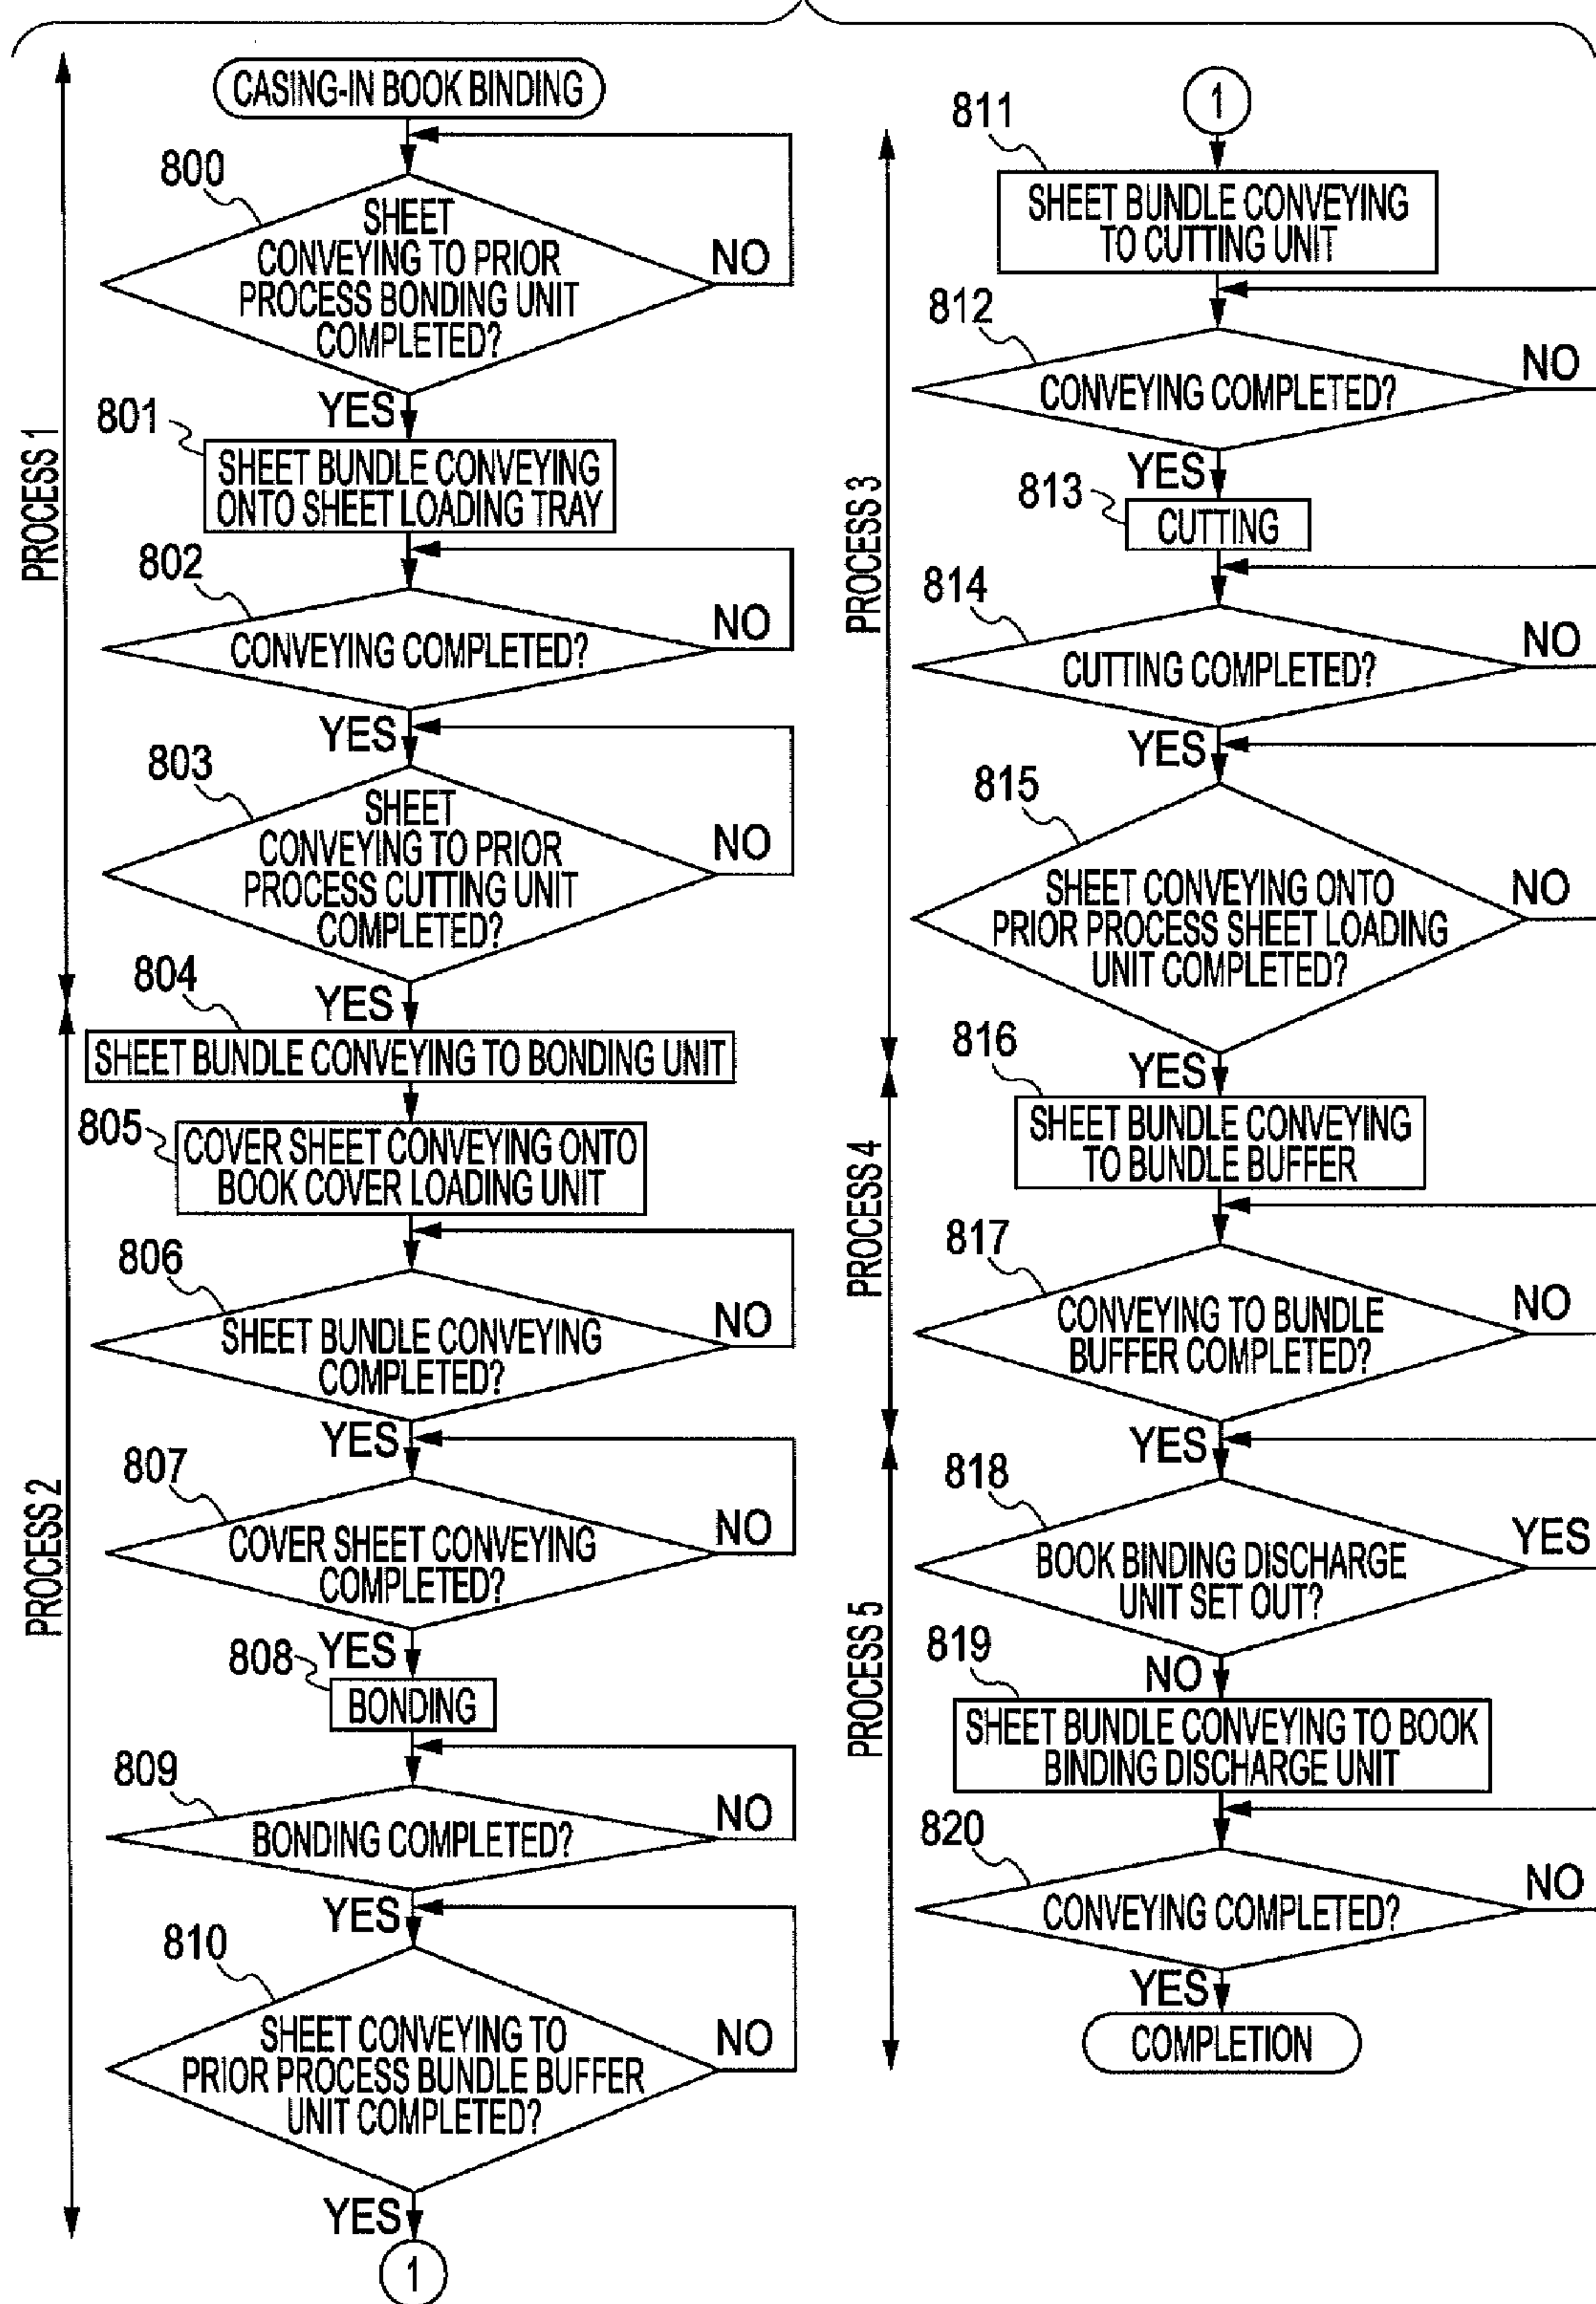 CASING-IN BOOK BINDING
PROCESS 1
800
SHEET
CONVEYING TO PRIOR
PROCESS BONDING UNIT
COMPLETED?
NO
YES
801
SHEET BUNDLE CONVEYING
ONTO SHEET LOADING TRAY
802
CONVEYING COMPLETED?
NO
YES
803
SHEET
CONVEYING TO PRIOR
PROCESS CUTTING UNIT
COMPLETED?
NO
YES
PROCESS 2
804
SHEET BUNDLE CONVEYING TO BONDING UNIT
805
COVER SHEET CONVEYING ONTO
BOOK COVER LOADING UNIT
806
SHEET BUNDLE CONVEYING
COMPLETED?
NO
YES
807
COVER SHEET CONVEYING
COMPLETED?
NO
YES
808
BONDING
809
BONDING COMPLETED?
NO
YES
810
SHEET CONVEYING TO
PRIOR PROCESS BUNDLE BUFFER
UNIT COMPLETED?
NO
YES
1
1
PROCESS 3
811
SHEET BUNDLE CONVEYING
TO CUTTING UNIT
812
CONVEYING COMPLETED?
NO
YES
813
CUTTING
814
CUTTING COMPLETED?
NO
YES
815
SHEET CONVEYING ONTO
PRIOR PROCESS SHEET LOADING
UNIT COMPLETED?
NO
YES
PROCESS 4
816
SHEET BUNDLE CONVEYING
TO BUNDLE BUFFER
817
CONVEYING TO BUNDLE
BUFFER COMPLETED?
NO
YES
PROCESS 5
818
BOOK BINDING DISCHARGE
UNIT SET OUT?
YES
NO
819
SHEET BUNDLE CONVEYING TO BOOK
BINDING DISCHARGE UNIT
820
CONVEYING COMPLETED?
NO
YES
COMPLETION